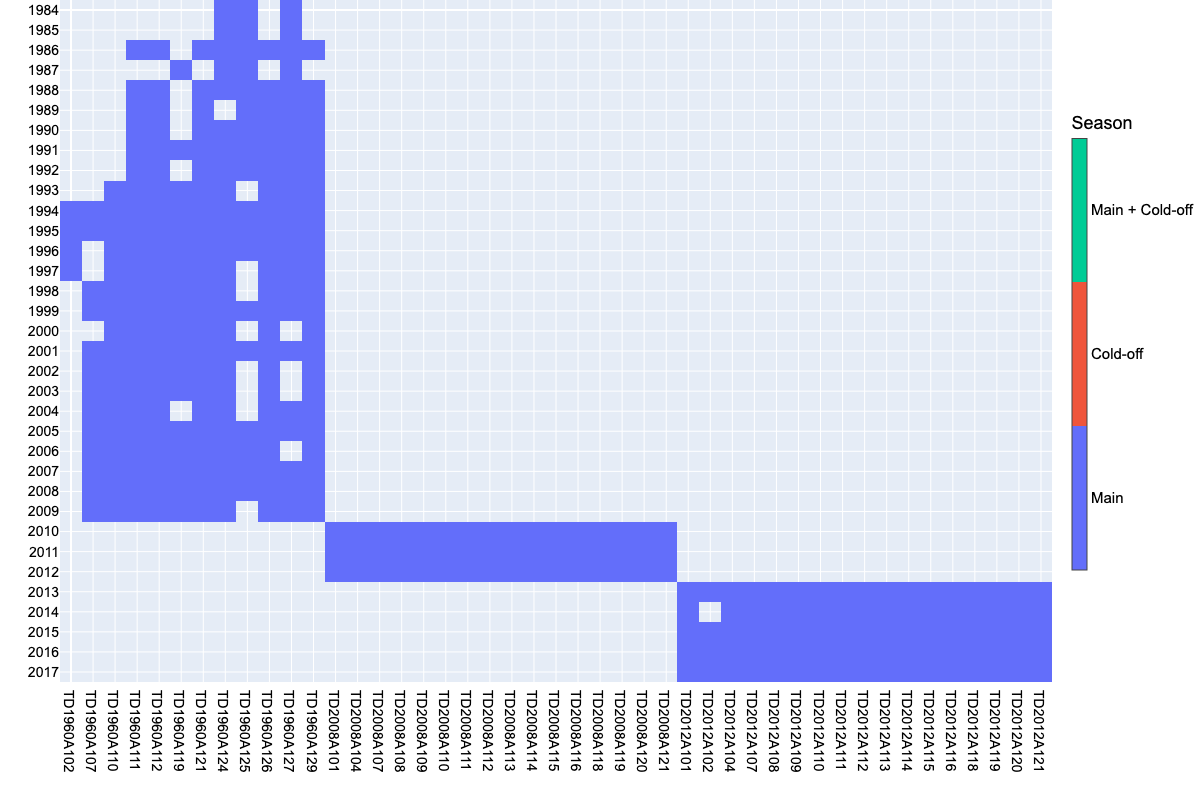 1984
1985
1986
1987
1988
1989
1990
1991
1992
1993
1994
1995
1996
1997
1998
1999
2000
2001
2002
2003
2004
2005
2006
2007
2008
2009
2010
2011
2012
2013
2014
2015
2016
2017
TD1960A102
TD1960A107
TD1960A110
TD1960A111
TD1960A112
TD1960A119
TD1960A121
TD1960A124
TD1960A125
TD1960A126
TD1960A127
TD1960A129
TD2008A101
TD2008A102
TD2008A107
TD2008A108
TD2008A109
TD2008A110
TD2008A111
TD2008A112
TD2008A113
TD2008A114
TD2008A115
TD2008A116
TD2008A118
TD2008A119
TD2008A120
TD2008A121
TD2012A101
TD2012A102
TD2012A104
TD2012A107
TD2012A108
TD2012A109
TD2012A110
TD2012A111
TD2012A112
TD2012A113
TD2012A114
TD2012A115
TD2012A116
TD2012A118
TD2012A119
TD2012A120
TD2012A121
Season
Main + Cold-off
Cold-off
Main